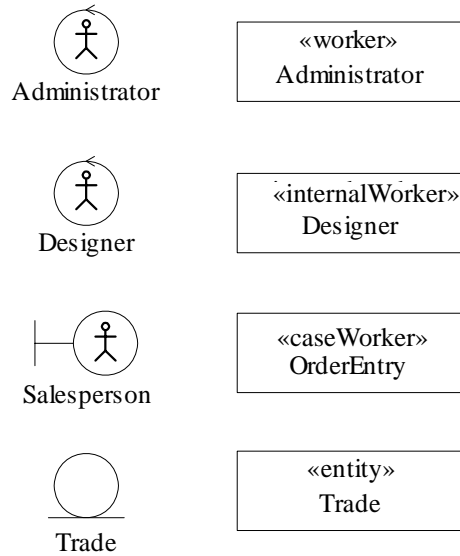 Administrator
«worker»
Administrator
Designer
«internalWorker»
Designer
Salesperson
«caseWorker»
OrderEntry
Trade
«entity»
Trade